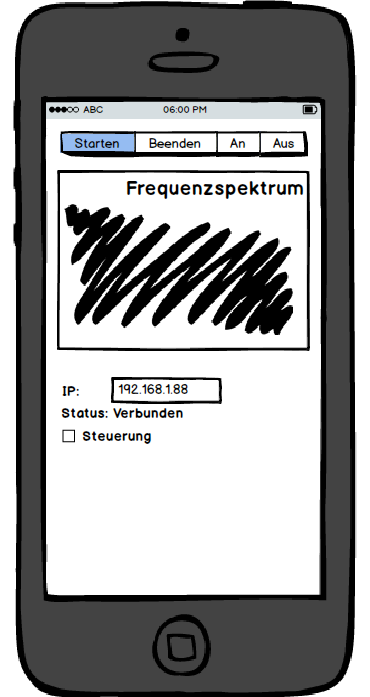 ABC 06:00 PM
Starten Beenden An Aus
Frequenzspektrum
IP: 192.168.1.88
Status: Verbunden
Steuerung